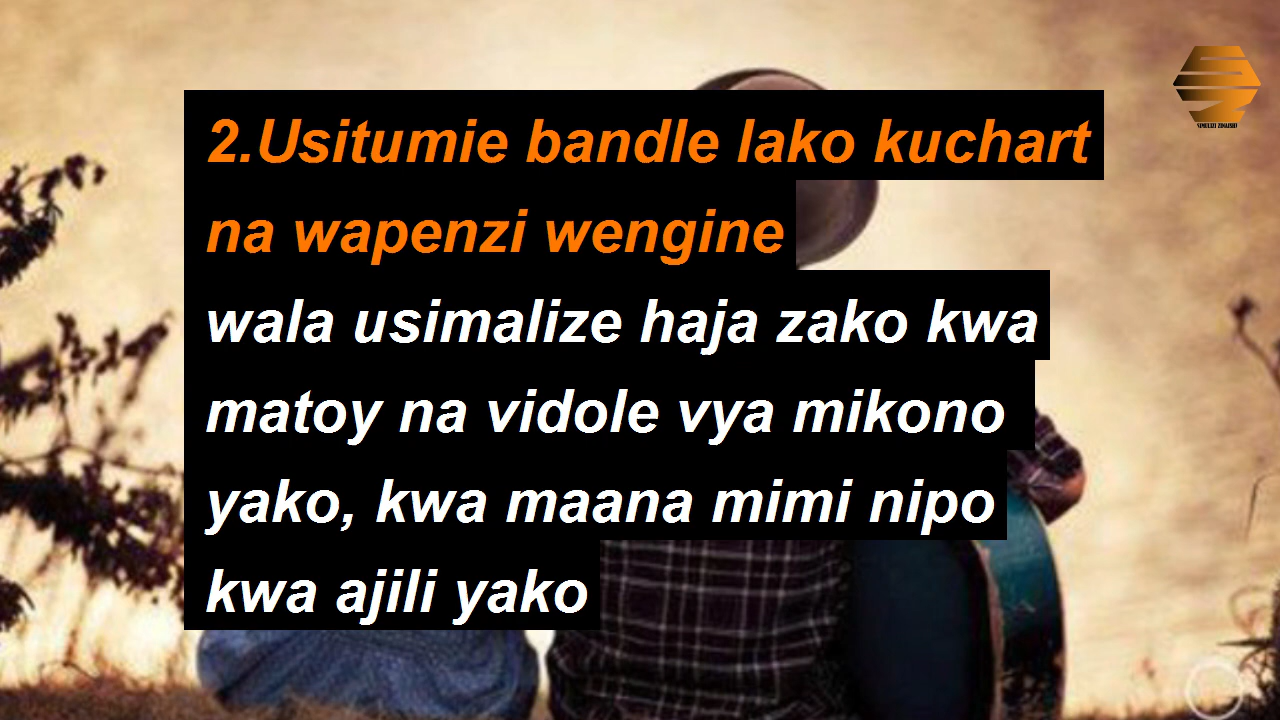 2.Usitumie bandle lako kuchart
na wapenzi wengine
wala usimalize haja zako kwa
matoy na vidole vya mikono
yako, kwa maana mimi nipo
kwa ajili yako